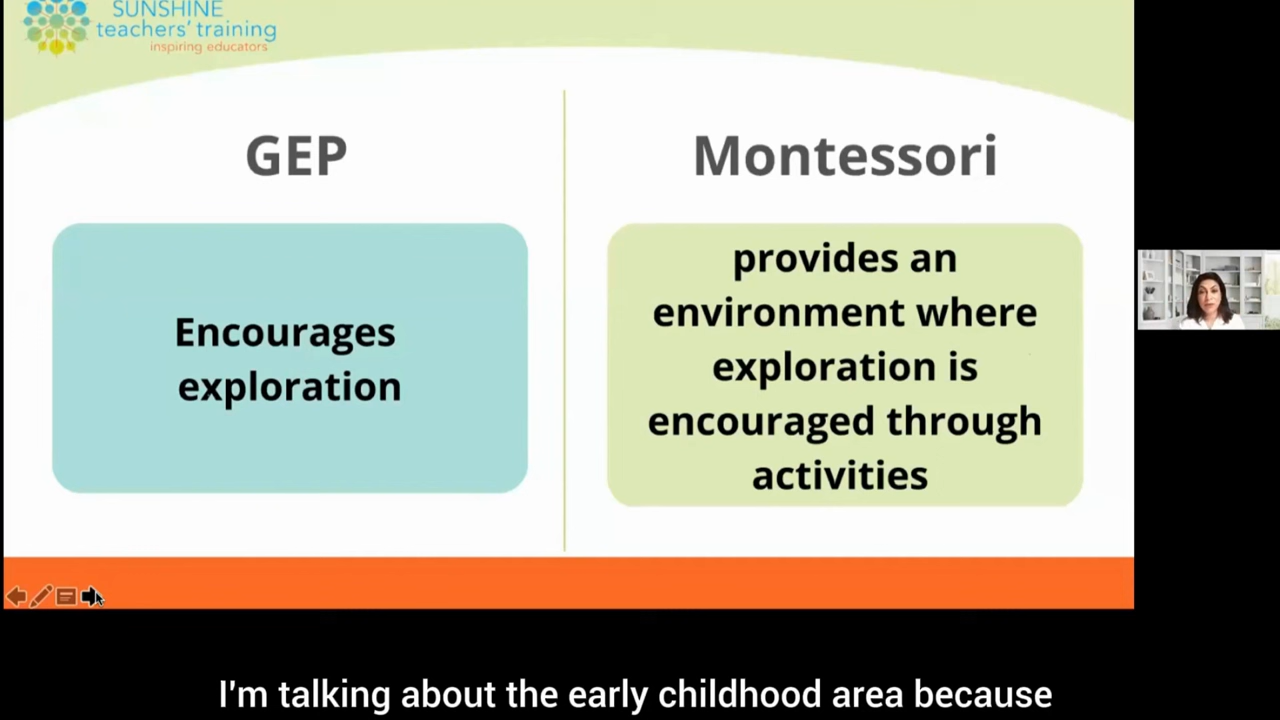 SUNSHINE
teachers' training
inspiring educators
GEP
Montessori
Encourages
exploration
provides an
environment where
exploration is
encouraged through
activities
I'm talking about the early childhood area because